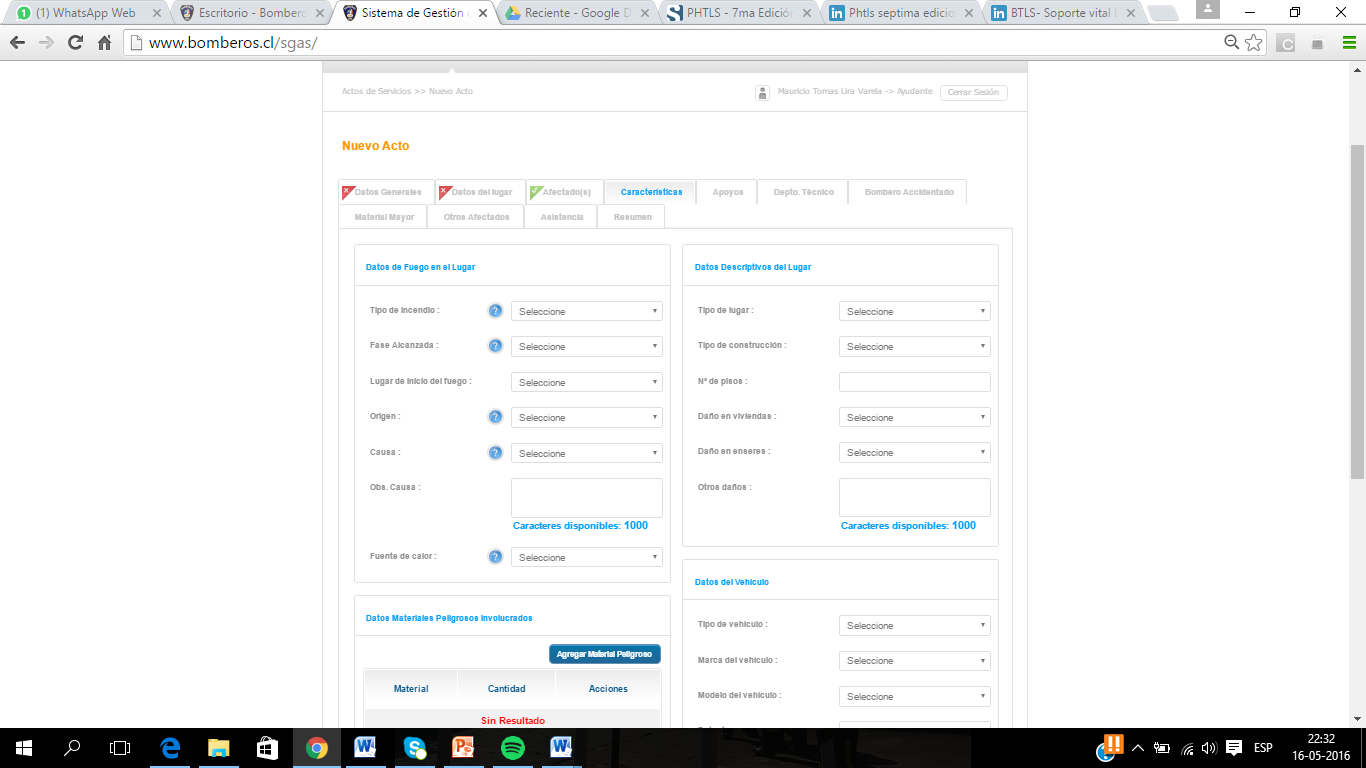 (1) WhatsApp Web
Escritorio - Bombero
Sistema de Gestión d
Reciente - Google D
PHTLS - 7ma Edición
Phtls septima edicio
BTLS- Soporte vital
www.bomberos.cl/sgas/
Actos de Servicios >> Nuevo Acto
Mauricio Tomas Lira Varela -> Ayudante
Cerrar Sesión
Nuevo Acto
Datos Generales
Datos del lugar
Afectado(s)
Características
Apoyos
Depto. Técnico
Bombero Accidentado
Material Mayor
Otros Afectados
Asistencia
Resumen
Datos de Fuego en el Lugar
Tipo de Incendio :
? Seleccione
Fase Alcanzada :
? Seleccione
Lugar de inicio del fuego :
Seleccione
Origen :
? Seleccione
Causa :
? Seleccione
Obs. Causa :
Caracteres disponibles: 1000
Fuente de calor :
? Seleccione
Datos Descriptivos del Lugar
Tipo de lugar :
Seleccione
Tipo de construcción :
Seleccione
Nº de pisos :
Daño en viviendas :
Seleccione
Daño en enseres :
Seleccione
Otros daños :
Caracteres disponibles: 1000
Datos Materiales Peligrosos Involucrados
Agregar Material Peligroso
Material
Cantidad
Acciones
Sin Resultado
Datos del Vehículo
Tipo de vehículo :
Seleccione
Marca del vehículo :
Seleccione
Modelo del vehículo :
Seleccione
ESP
22:32
16-05-2016